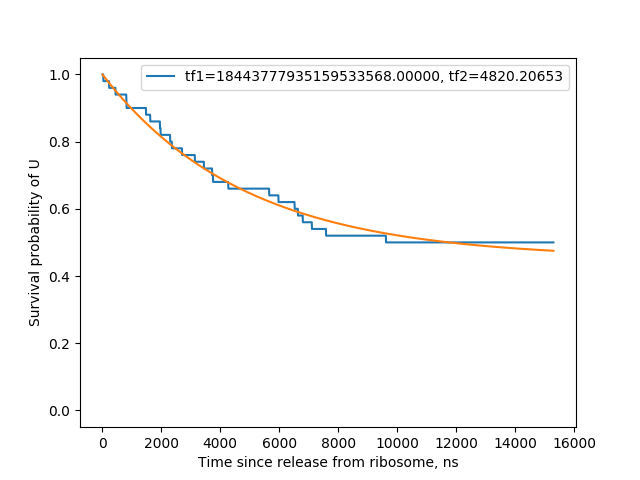 tf1=18443777935159533568.00000, tf2=4820.20653
Survival probability of U
1.0
0.8
0.6
0.4
0.2
0.0
0 2000 4000 6000 8000 10000 12000 14000 16000
Time since release from ribosome, ns